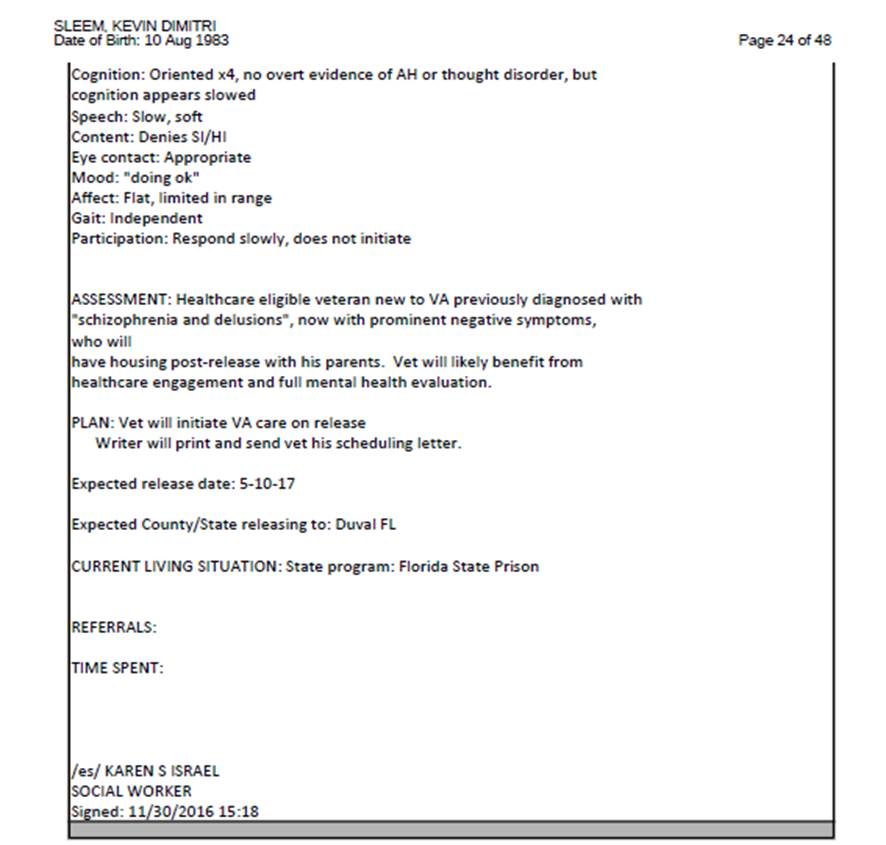 SLEEM, KEVIN DIMITRI
Date of Birth: 10 Aug 1983
Page 24 of 48
Cognition: Oriented x4, no overt evidence of AH or thought disorder, but
cognition appears slowed
Speech: Slow, soft
Content: Denies SI/HI
Eye contact: Appropriate
Mood: "doing ok"
Affect: Flat, limited in range
Gait: Independent
Participation: Respond slowly, does not initiate
ASSESSMENT: Healthcare eligible veteran new to VA previously diagnosed with
"schizophrenia and delusions", now with prominent negative symptoms,
who will
have housing post-release with his parents.  Vet will likely benefit from
healthcare engagement and full mental health evaluation.
PLAN: Vet will initiate VA care on release
Writer will print and send vet his scheduling letter.
Expected release date: 5-10-17
Expected County/State releasing to: Duval FL
CURRENT LIVING SITUATION: State program: Florida State Prison
REFERRALS:
TIME SPENT:
/es/ KAREN S ISRAEL
SOCIAL WORKER
Signed: 11/30/2016 15:18